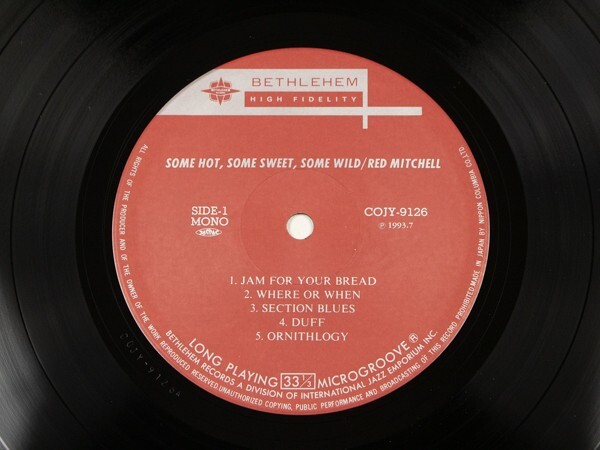 BETHLEHEM
HIGH FIDELITY
SOME HOT, SOME SWEET, SOME WILD/RED MITCHELL
SIDE-1
MONO
COJY-9126
℗ 1995.7
1. JAM FOR YOUR BREAD
2. WHERE OR WHEN
3. SECTION BLUES
4. DUFF
5. ORNITHLOGY
LONG PLAYING 33⅓ MICROGROOVE®
BETHLEHEM RECORDS A DIVISION OF INTERNATIONAL JAZZ EMPORIUM INC.
ALL RIGHTS OF THE PRODUCER AND OF THE OWNER OF THE WORK REPRODUCED RESERVED. UNAUTHORIZED COPYING, PUBLIC PERFORMANCE AND BROADCASTING OF THIS RECORD PROHIBITED. MADE IN JAPAN BY NIPPON COLUMBIA CO. LTD.
COJY-9126A